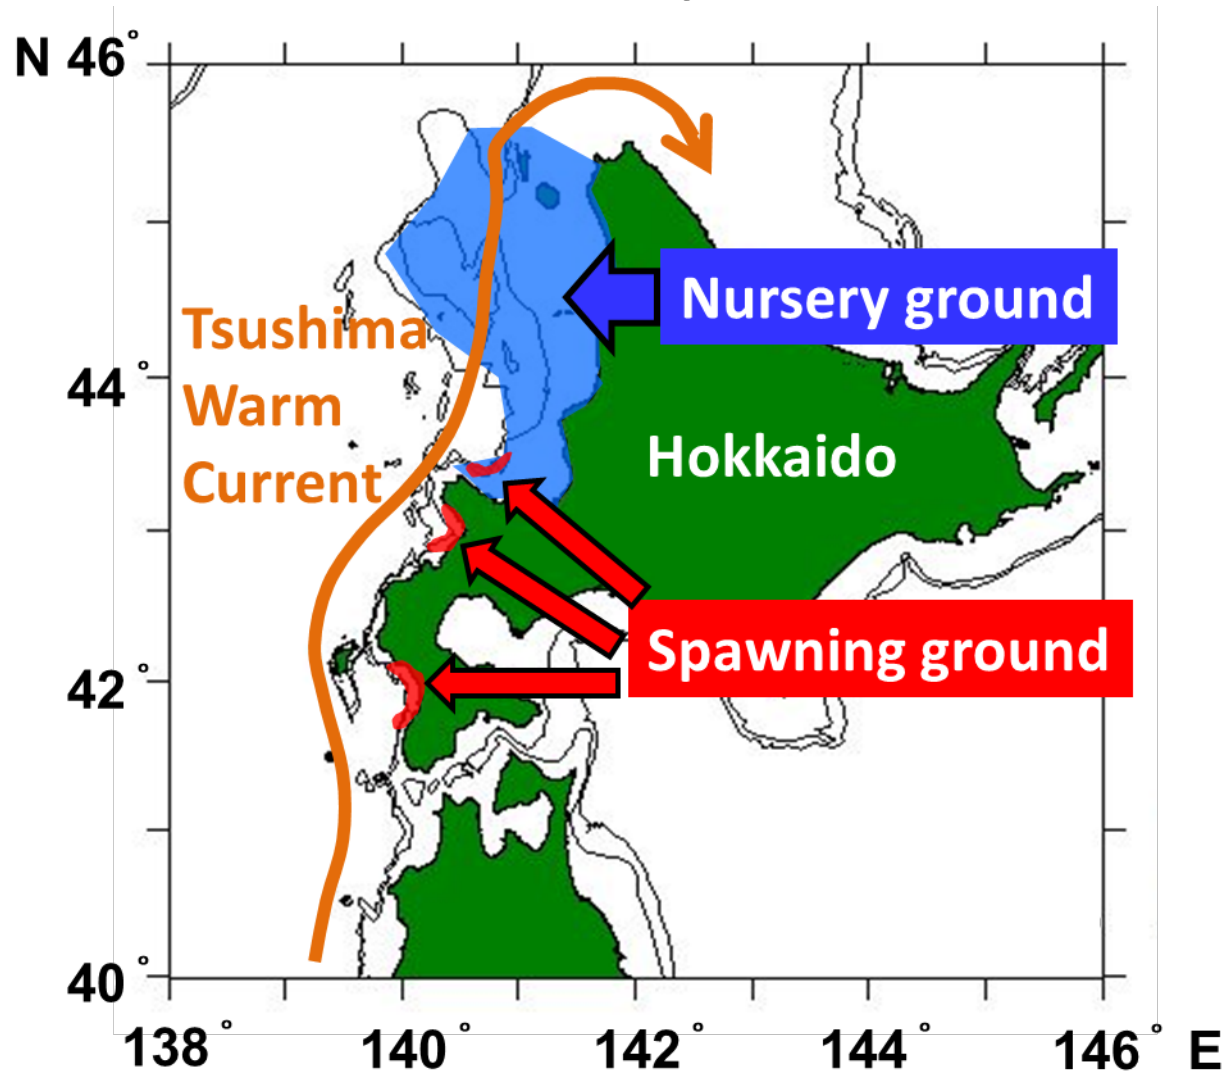 N 46°
Nursery ground
Tsushima
Warm
Current
44°
Hokkaido
Spawning ground
42°
40°
138° 140° 142° 144° 146° E